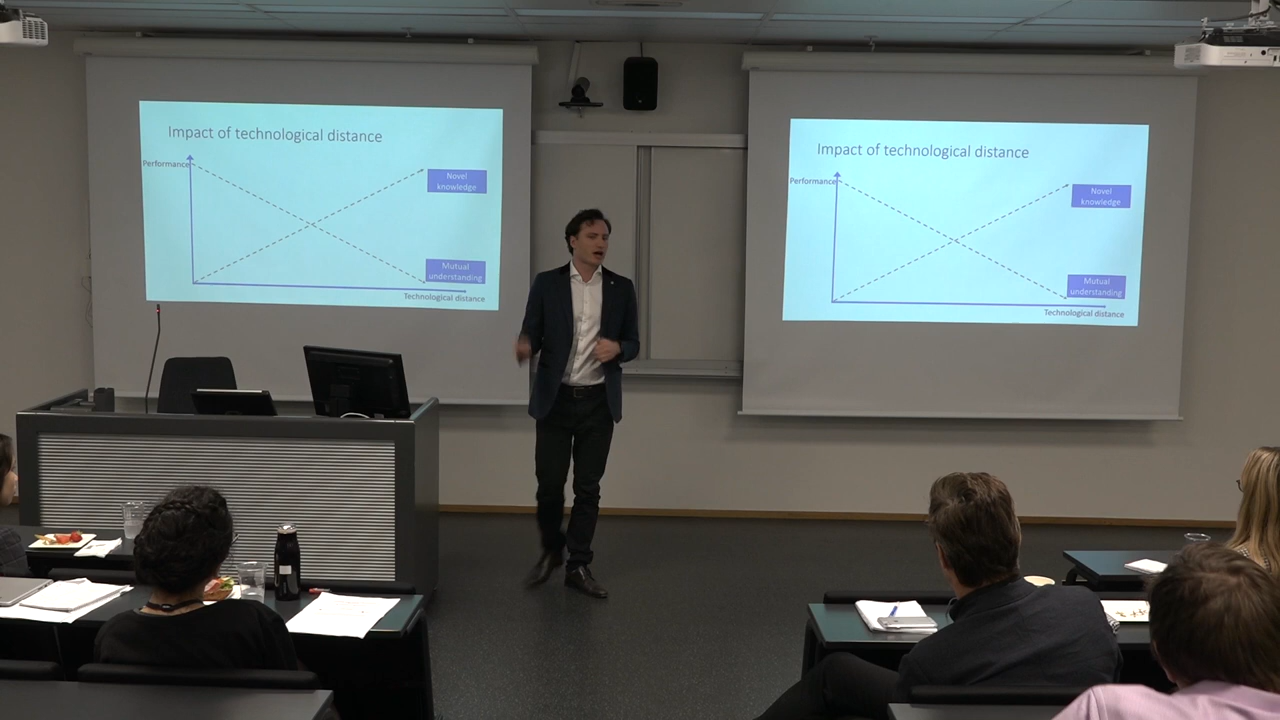 Impact of technological distance
Performance
Novel
knowledge
Mutual
understanding
Technological distance
Impact of technological distance
Performance
Novel
knowledge
Mutual
understanding
Technological distance